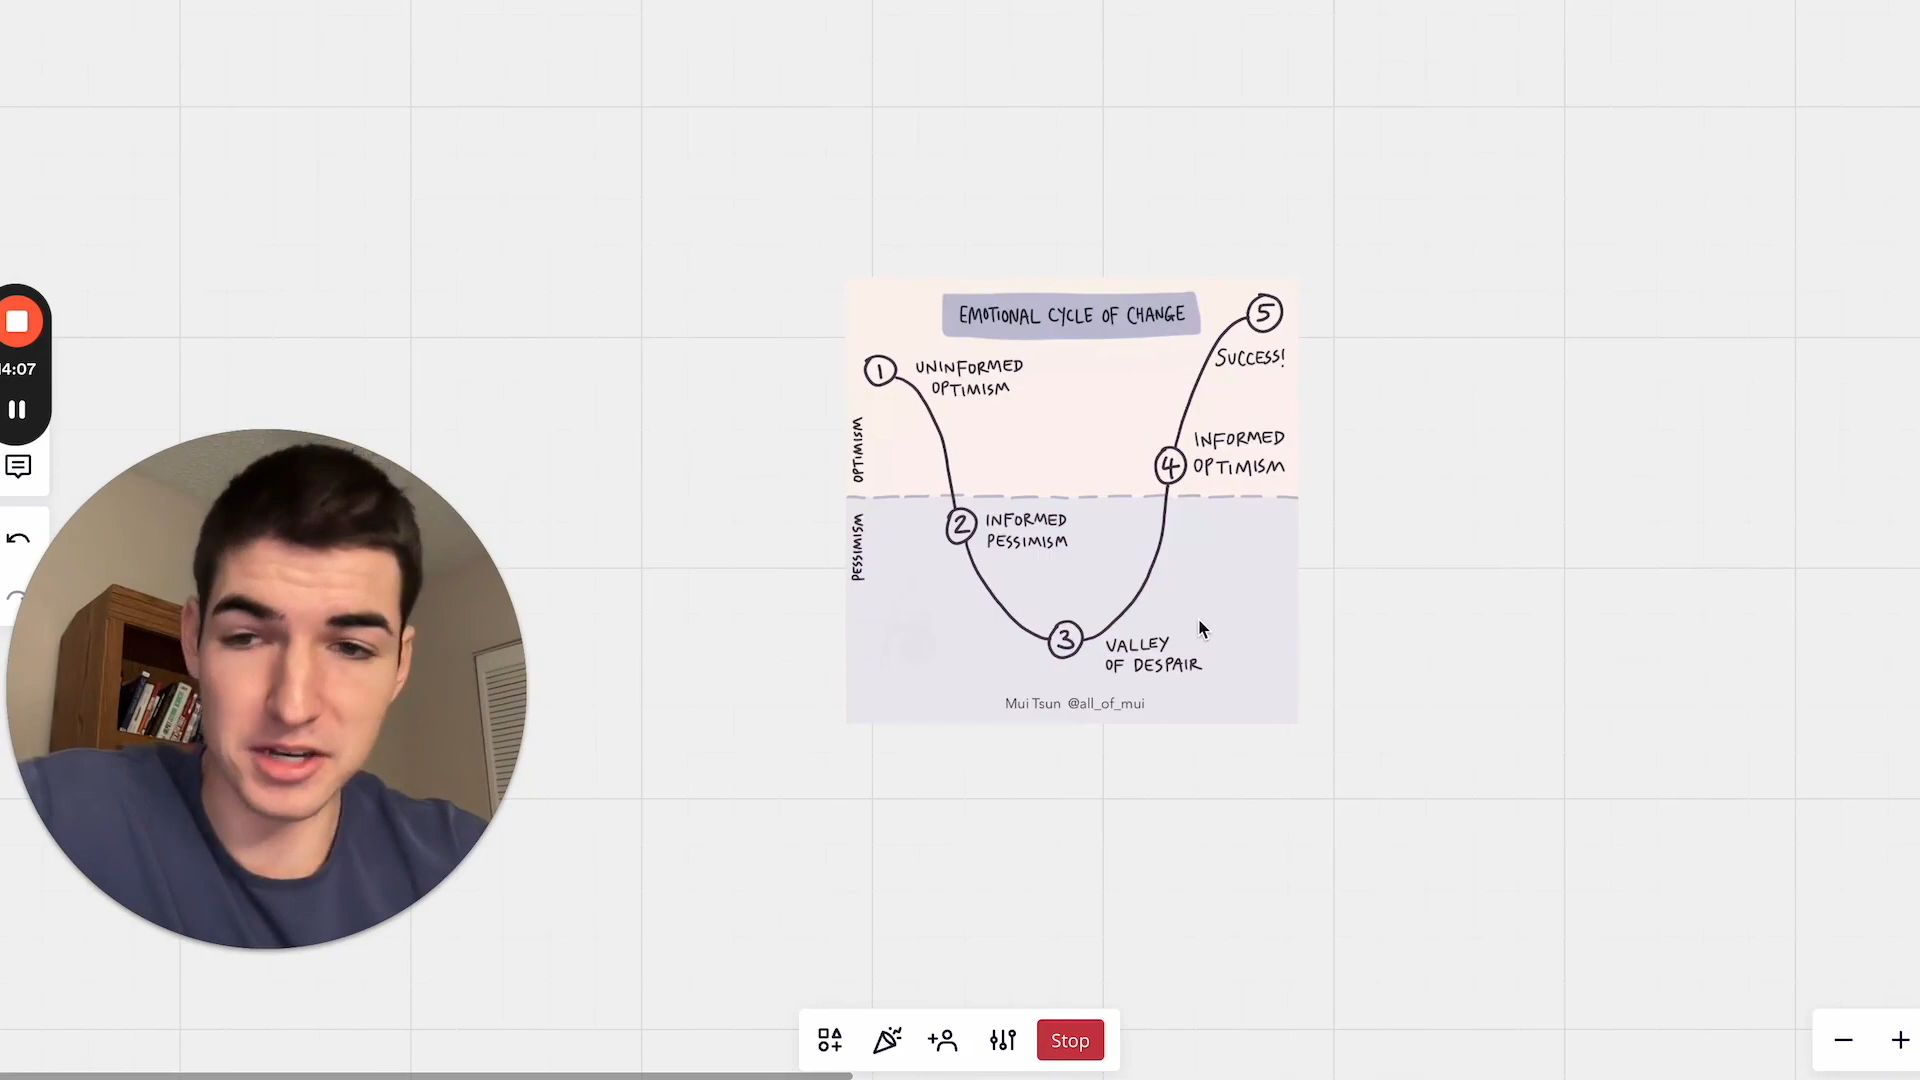 EMOTIONAL CYCLE OF CHANGE
5
SUCCESS!
1
UNINFORMED
OPTIMISM
OPTIMISM
4
INFORMED
OPTIMISM
PESSIMISM
2
INFORMED
PESSIMISM
3
VALLEY
OF DESPAIR
Mui Tsun @all_of_mui
4:07
Stop